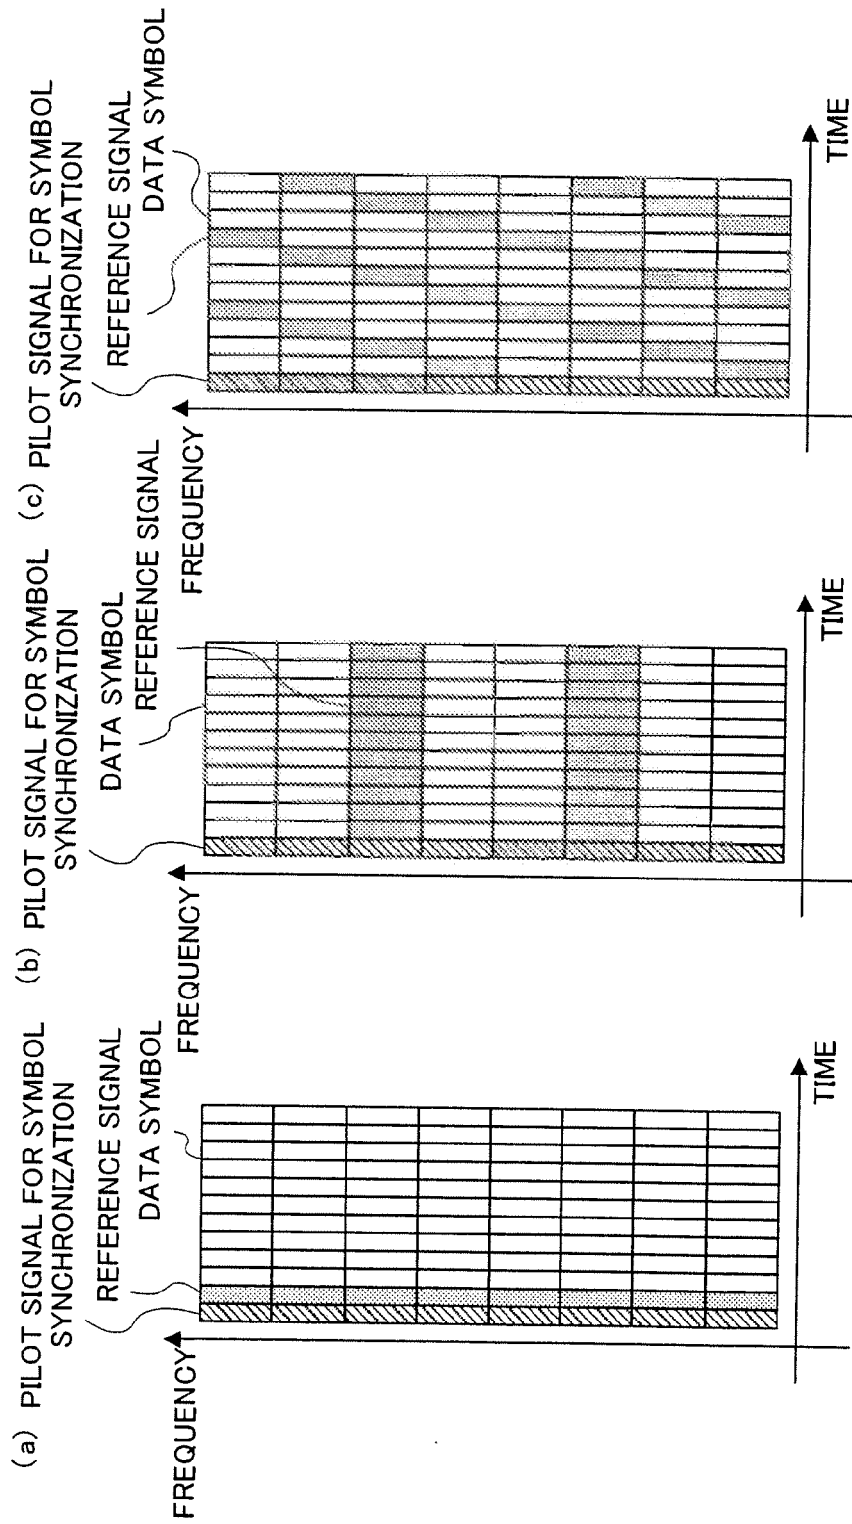 (a) PILOT SIGNAL FOR SYMBOL
SYNCHRONIZATION
REFERENCE SIGNAL
DATA SYMBOL
FREQUENCY
TIME
(b) PILOT SIGNAL FOR SYMBOL
SYNCHRONIZATION
DATA SYMBOL
REFERENCE SIGNAL
FREQUENCY
TIME
(c) PILOT SIGNAL FOR SYMBOL
SYNCHRONIZATION
REFERENCE SIGNAL
DATA SYMBOL
FREQUENCY
TIME